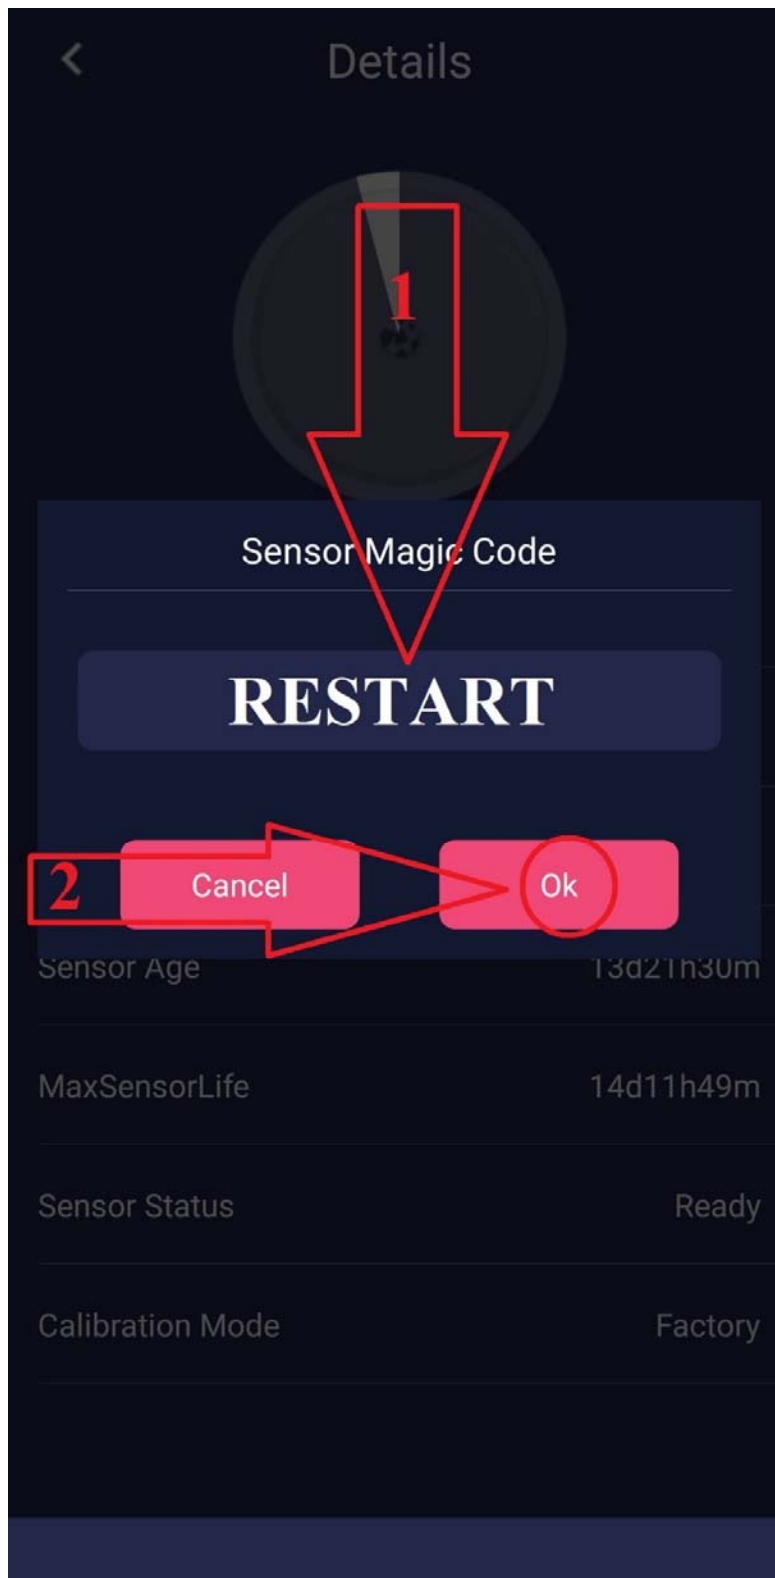 Details
1
Sensor Magic Code
RESTART
2
Cancel
Ok
Sensor Age 13d21h30m
MaxSensorLife 14d11h49m
Sensor Status Ready
Calibration Mode Factory